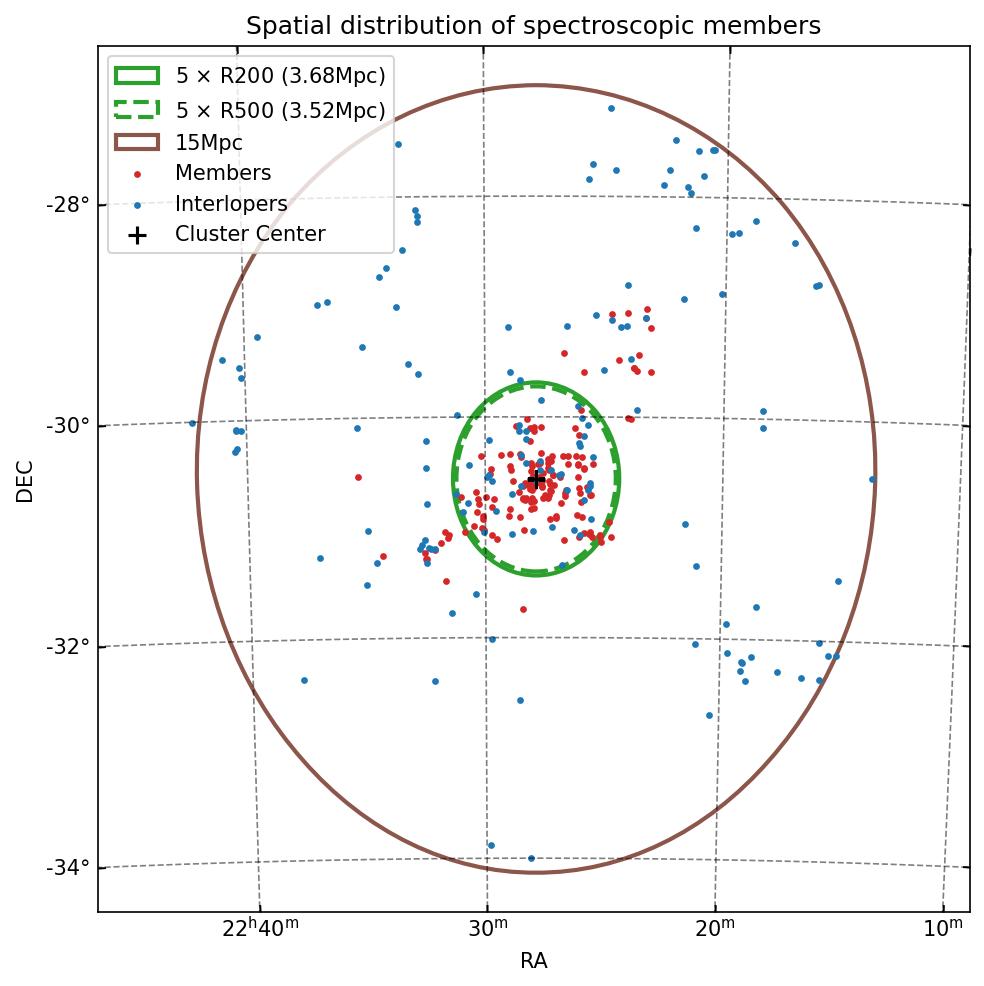 Spatial distribution of spectroscopic members
5 × R200 (3.68Mpc)
5 × R500 (3.52Mpc)
15Mpc
Members
Interlopers
Cluster Center
-28°
-30°
-32°
-34°
DEC
22ʰ40ᵐ
30ᵐ
20ᵐ
10ᵐ
RA